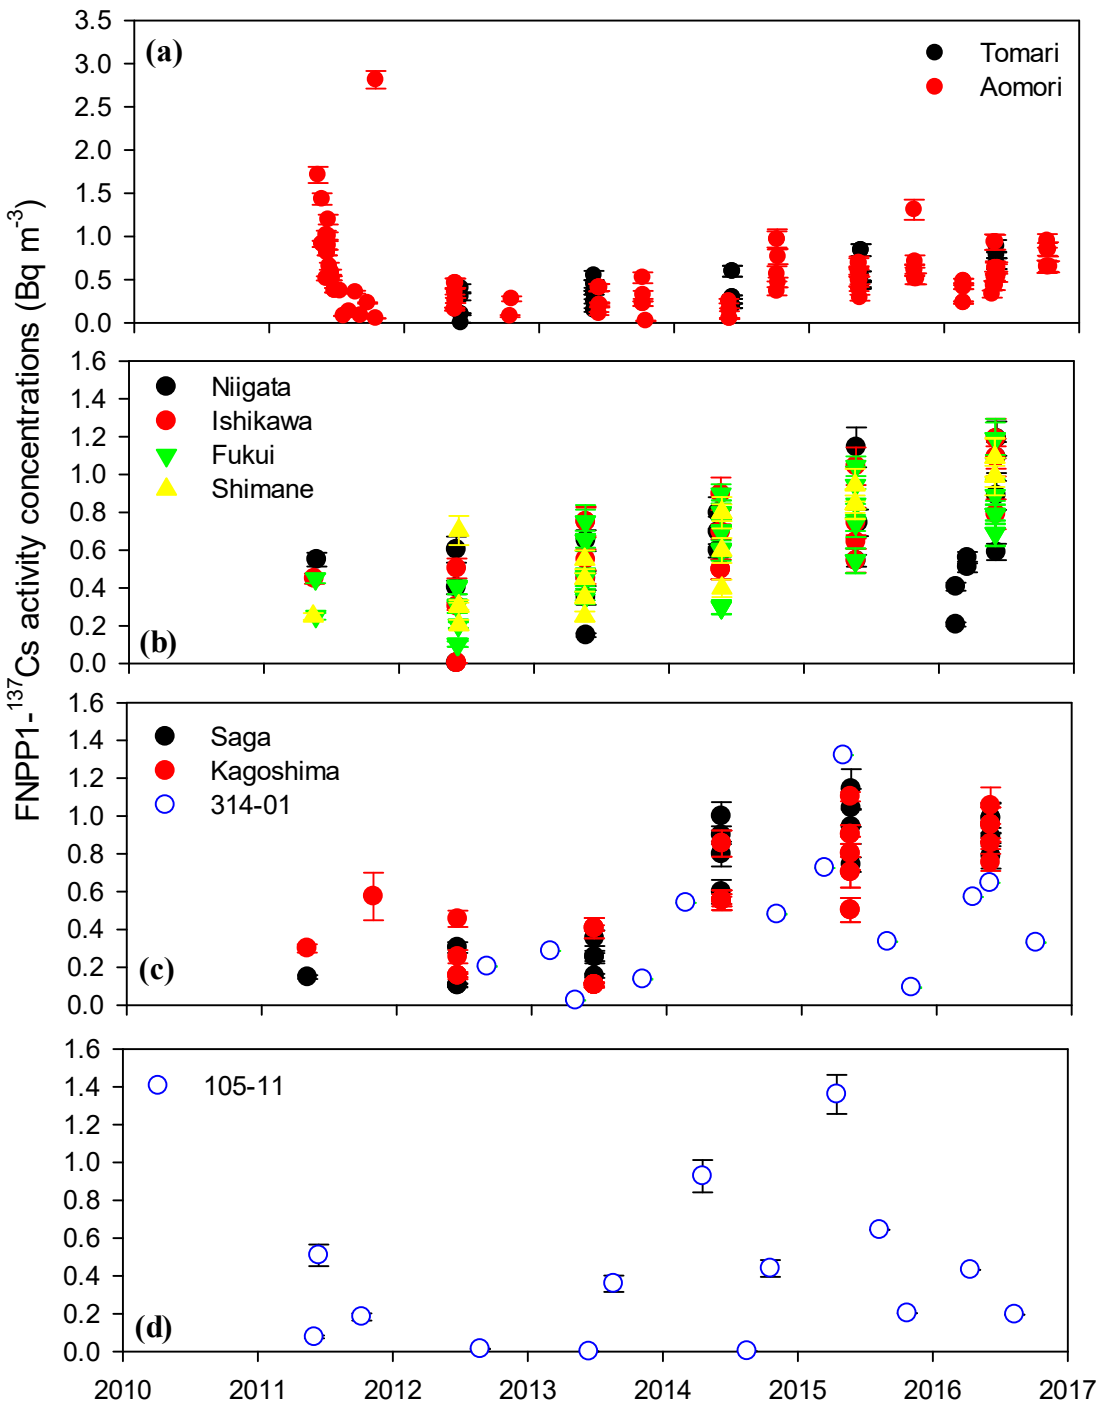 FNPP1-¹³⁷Cs activity concentrations (Bq m⁻³)
3.5
3.0
2.5
2.0
1.5
1.0
0.5
0.0
(a)
Tomari
Aomori
1.6
1.4
1.2
1.0
0.8
0.6
0.4
0.2
0.0
Niigata
Ishikawa
Fukui
Shimane
(b)
1.6
1.4
1.2
1.0
0.8
0.6
0.4
0.2
0.0
Saga
Kagoshima
314-01
(c)
1.6
1.4
1.2
1.0
0.8
0.6
0.4
0.2
0.0
105-11
(d)
2010 2011 2012 2013 2014 2015 2016 2017